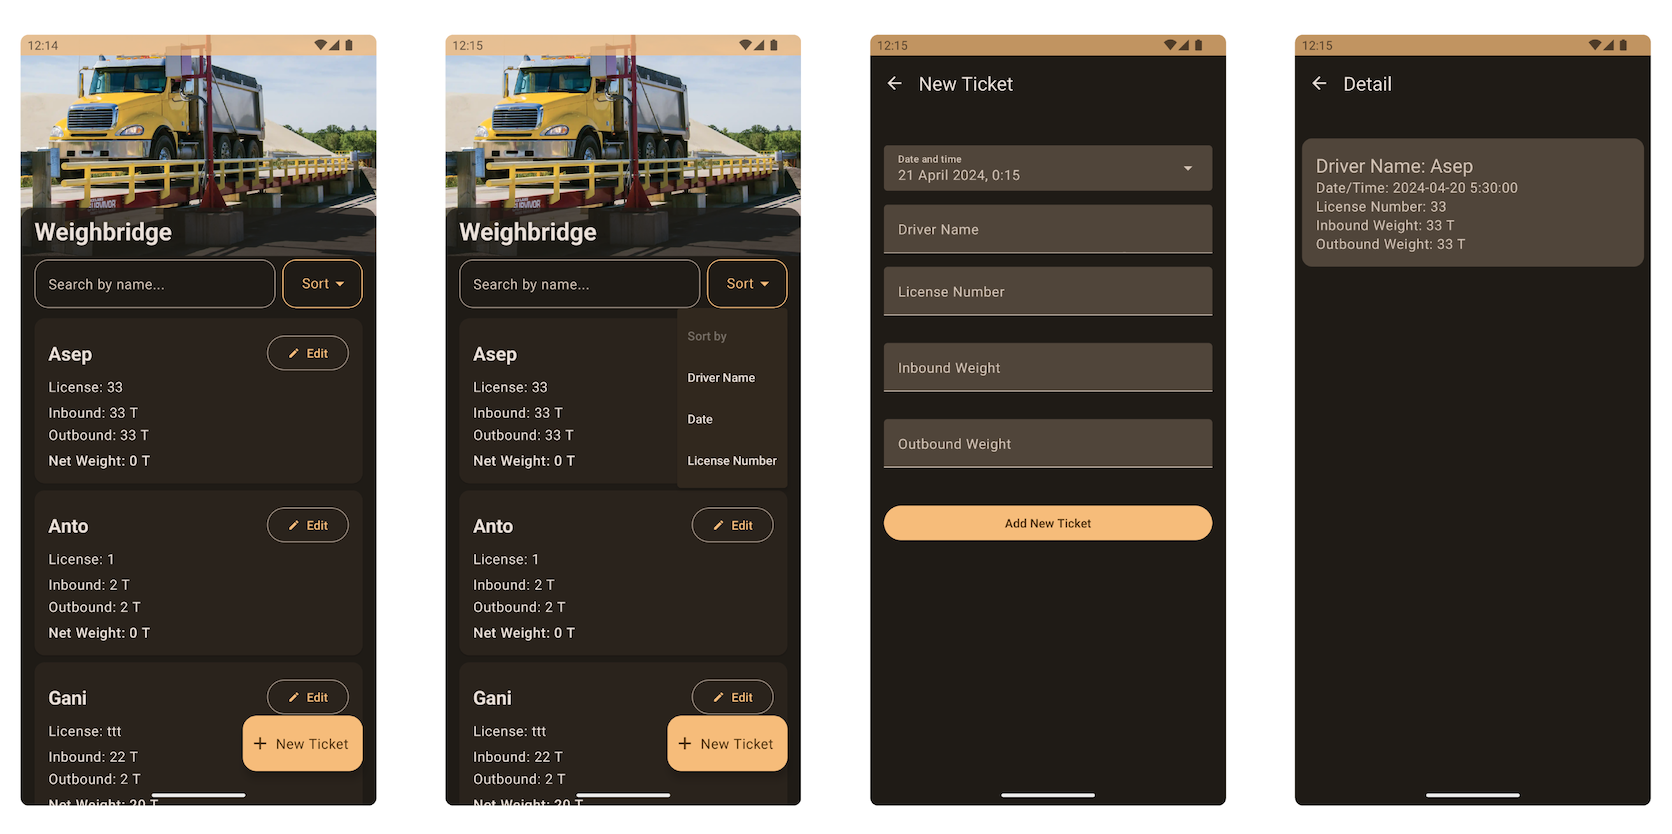 12:14
Weighbridge
Search by name...
Sort
Asep
Edit
License: 33
Inbound: 33 T
Outbound: 33 T
Net Weight: 0 T
Anto
Edit
License: 1
Inbound: 2 T
Outbound: 2 T
Net Weight: 0 T
Gani
Edit
License: ttt
Inbound: 22 T
Outbound: 2 T
Net Weight: 20 T
+ New Ticket
12:15
Weighbridge
Search by name...
Sort
Sort by
Driver Name
Date
License Number
Asep
License: 33
Inbound: 33 T
Outbound: 33 T
Net Weight: 0 T
Anto
Edit
License: 1
Inbound: 2 T
Outbound: 2 T
Net Weight: 0 T
Gani
Edit
License: ttt
Inbound: 22 T
Outbound: 2 T
Net Weight: 20 T
+ New Ticket
12:15
New Ticket
Date and time
21 April 2024, 0:15
Driver Name
License Number
Inbound Weight
Outbound Weight
Add New Ticket
12:15
Detail
Driver Name: Asep
Date/Time: 2024-04-20 5:30:00
License Number: 33
Inbound Weight: 33 T
Outbound Weight: 33 T